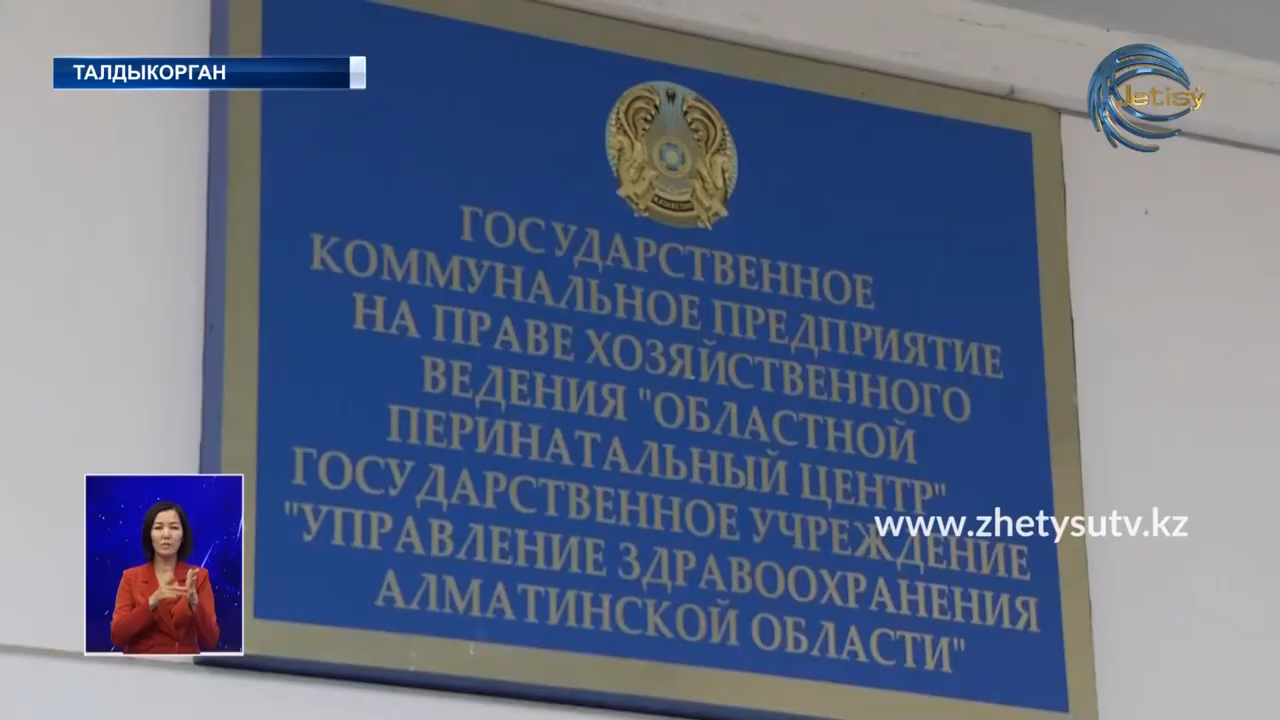 ТАЛДЫКОРГАН
Jetisý
ГОСУДАРСТВЕННОЕ
КОММУНАЛЬНОЕ ПРЕДПРИЯТИЕ
НА ПРАВЕ ХОЗЯЙСТВЕННОГО
ВЕДЕНИЯ "ОБЛАСТНОЙ
ПЕРИНАТАЛЬНЫЙ ЦЕНТР"
ГОСУДАРСТВЕННОЕ УЧРЕЖДЕНИЕ
"УПРАВЛЕНИЕ ЗДРАВООХРАНЕНИЯ
АЛМАТИНСКОЙ ОБЛАСТИ"
www.zhetysutv.kz